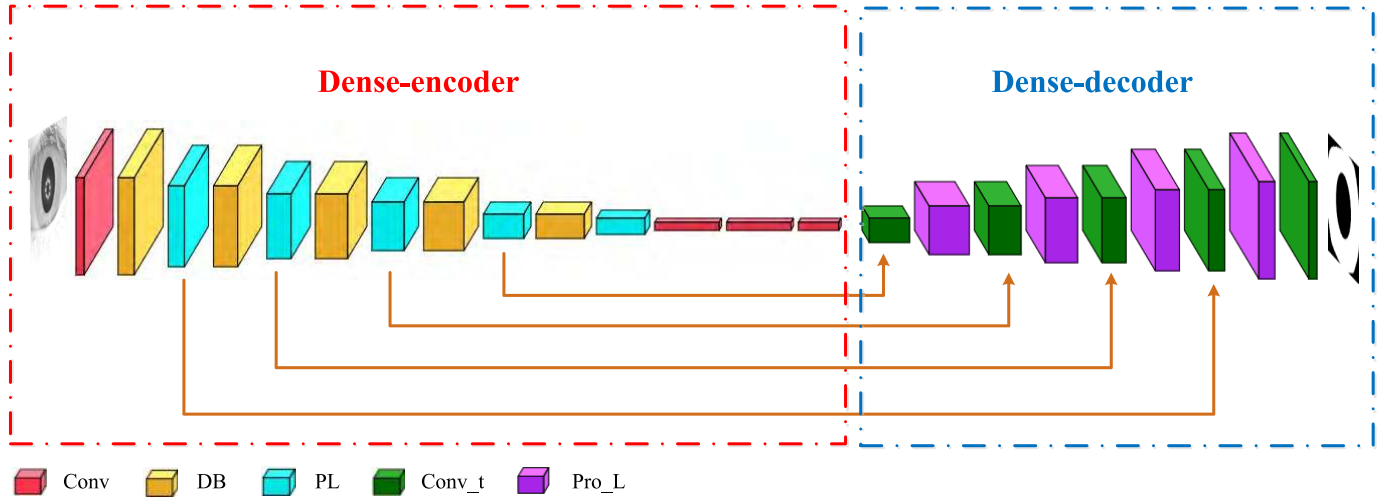 Dense-encoder
Dense-decoder
Conv
DB
PL
Conv_t
Pro_L